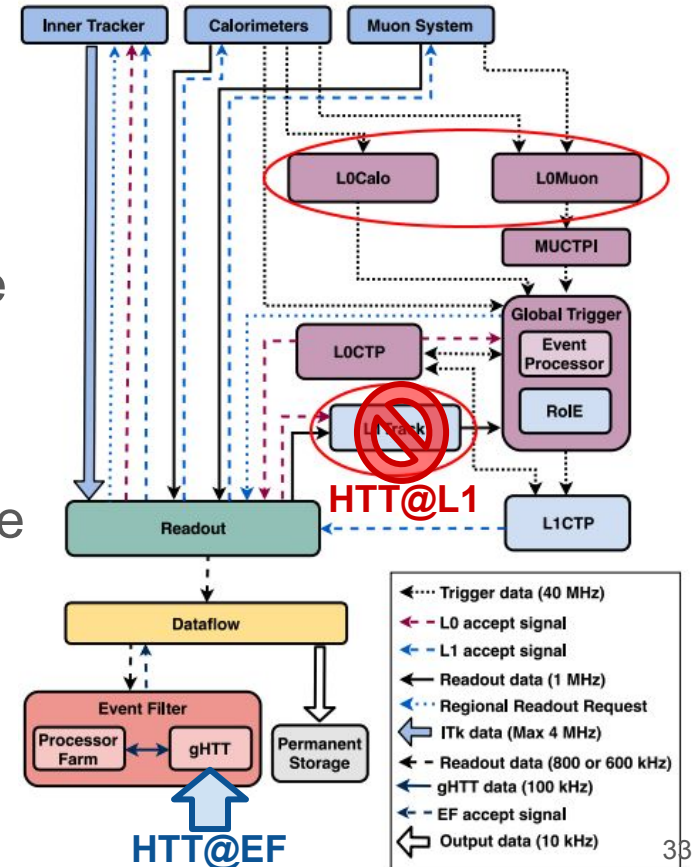 Inner Tracker
Calorimeters
Muon System
L0Calo
L0Muon
MUCTPI
e
Global Trigger
Event
Processor
RoIE
L0CTP
HTT@L1
L1CTP
e
Readout
Dataflow
Event Filter
Processor
Farm
gHTT
Permanent
Storage
HTT@EF
Trigger data (40 MHz)
L0 accept signal
L1 accept signal
Readout data (1 MHz)
Regional Readout Request
ITk data (Max 4 MHz)
Readout data (800 or 600 kHz)
gHTT data (100 kHz)
EF accept signal
Output data (10 kHz)
33